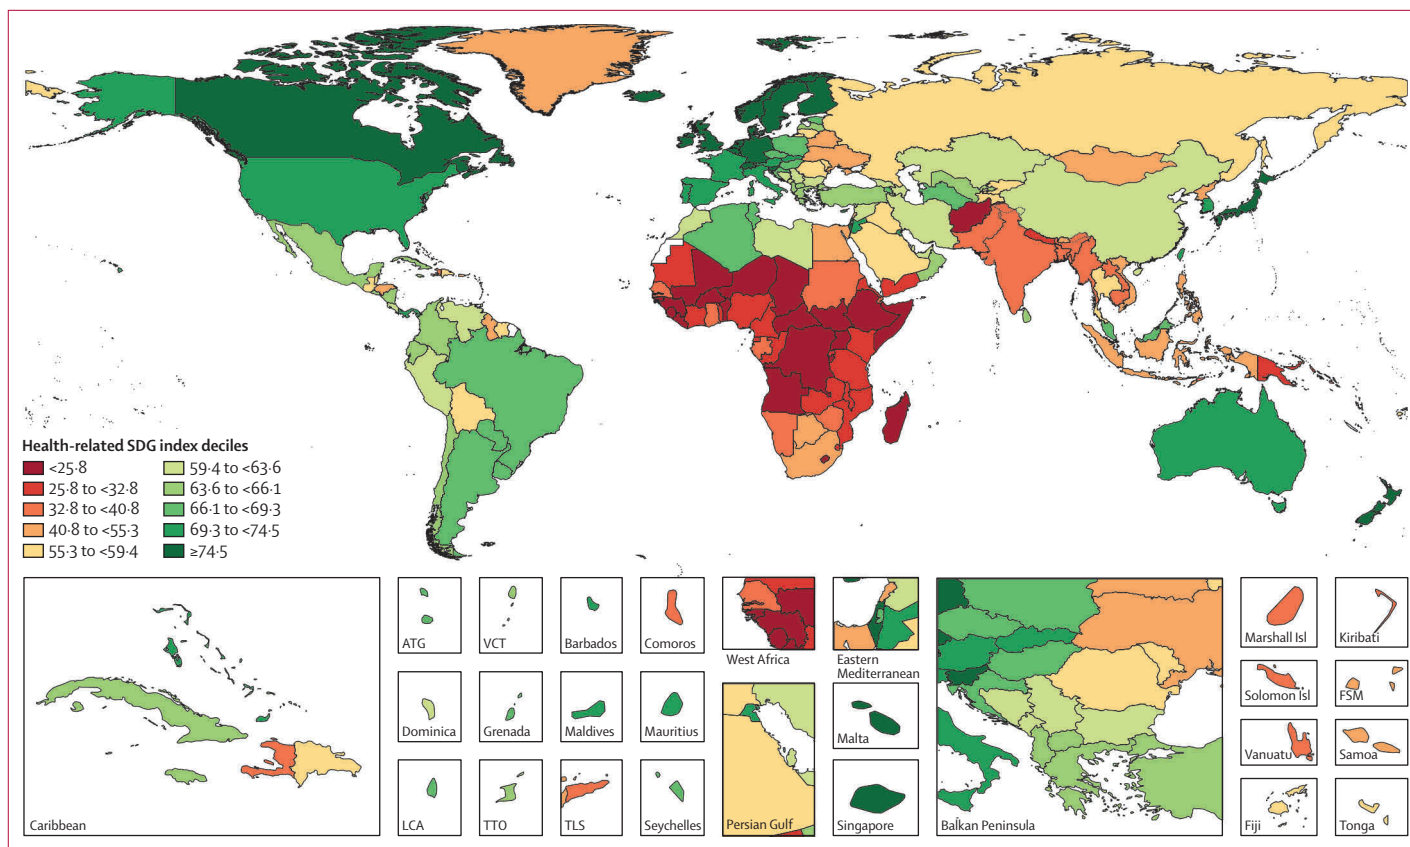 Health-related SDG index deciles
<25·8
25·8 to <32·8
32·8 to <40·8
40·8 to <55·3
55·3 to <59·4
59·4 to <63·6
63·6 to <66·1
66·1 to <69·3
69·3 to <74·5
≥74·5
Caribbean
ATG
VCT
Barbados
Comoros
Dominica
Grenada
Maldives
Mauritius
LCA
TTO
TLS
Seychelles
West Africa
Eastern
Mediterranean
Persian Gulf
Malta
Singapore
Balkan Peninsula
Marshall Isl
Kiribati
Solomon Isl
FSM
Vanuatu
Samoa
Fiji
Tonga